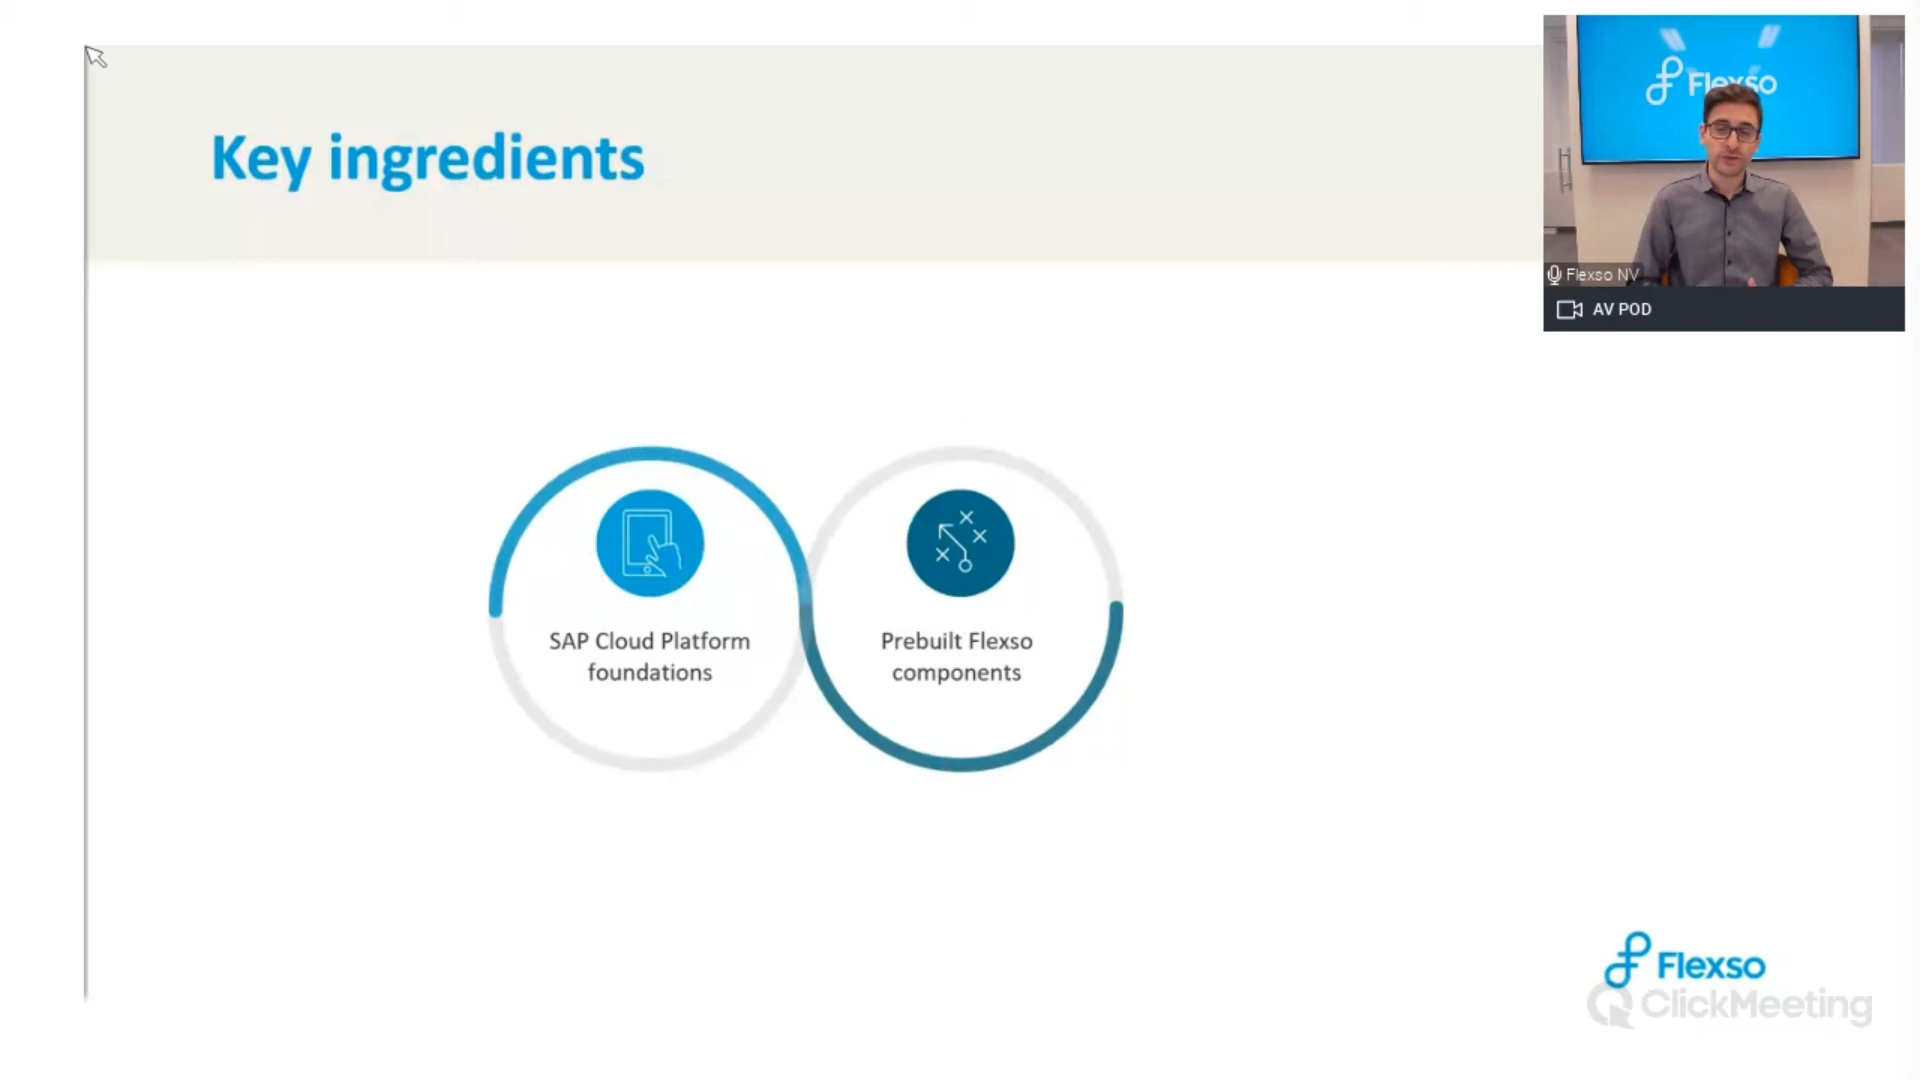 Key ingredients
Flexso
Flexso NV
AV POD
SAP Cloud Platform
foundations
Prebuilt Flexso
components
Flexso
ClickMeeting